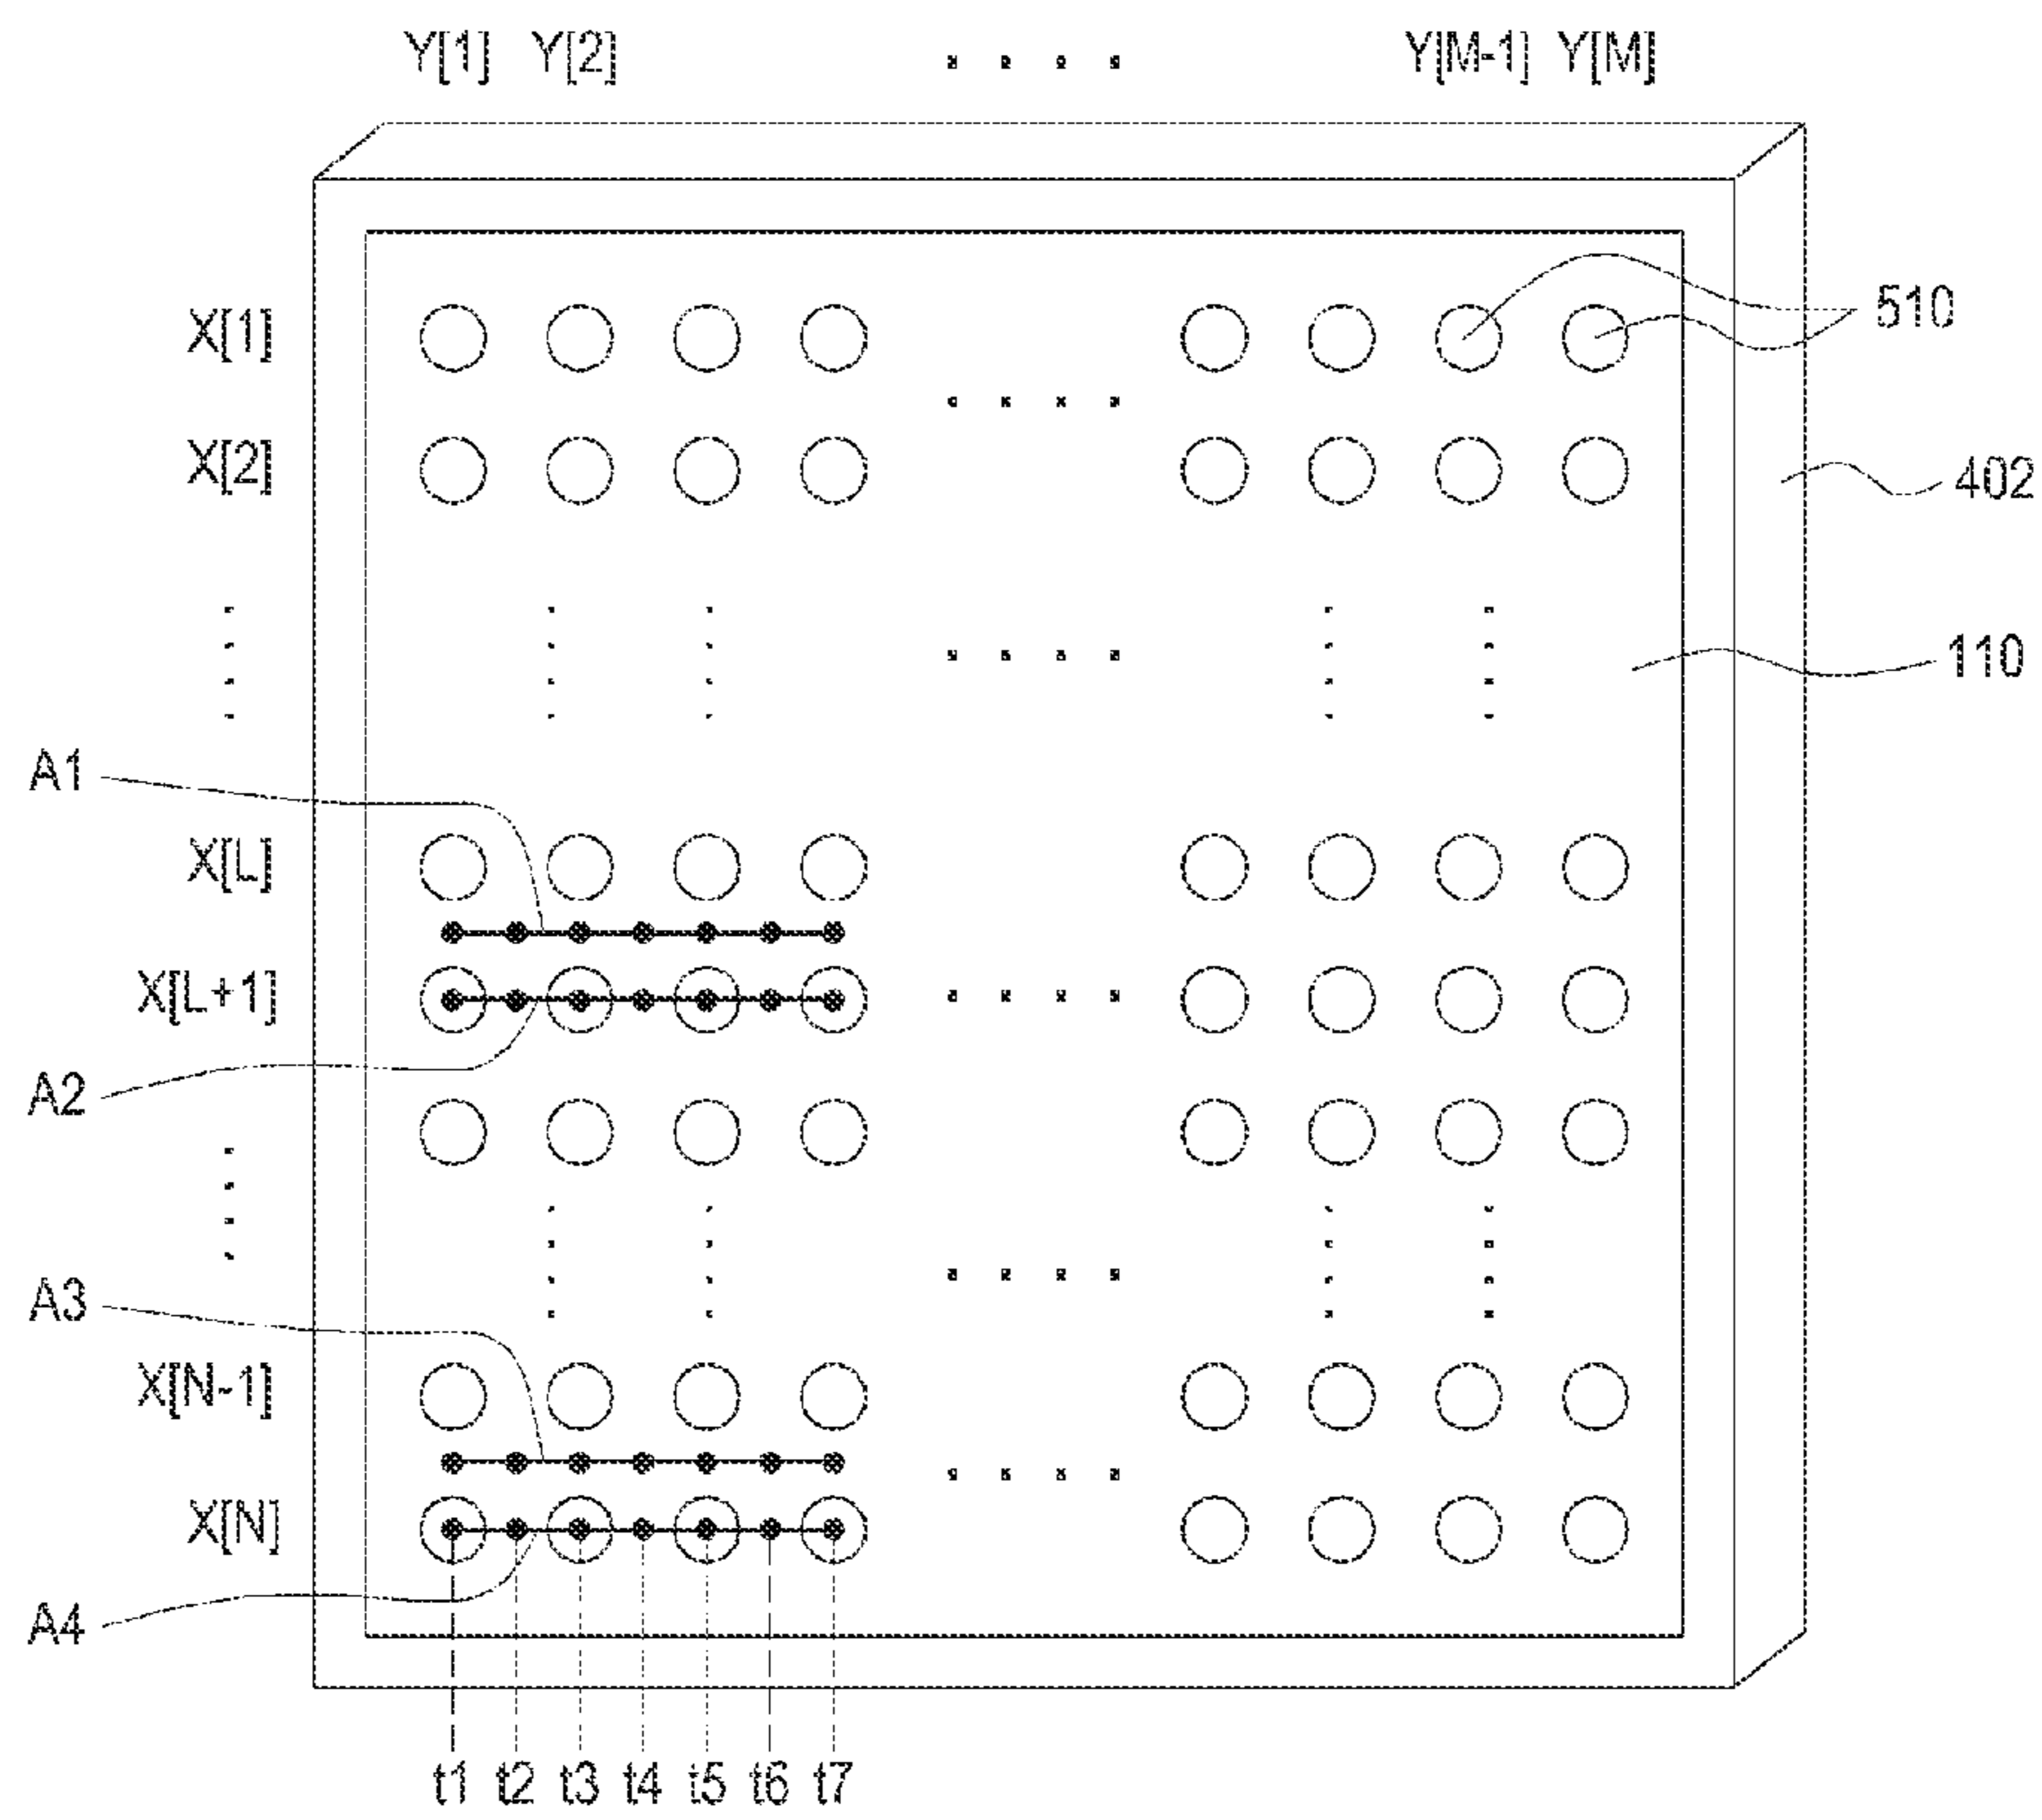 Y[1] Y[2] Y[M-1] Y[M]
X[1]
510
X[2]
402
110
A1
X[L]
X[L+1]
A2
A3
X[N-1]
X[N]
A4
t1 t2 t3 t4 t5 t6 t7